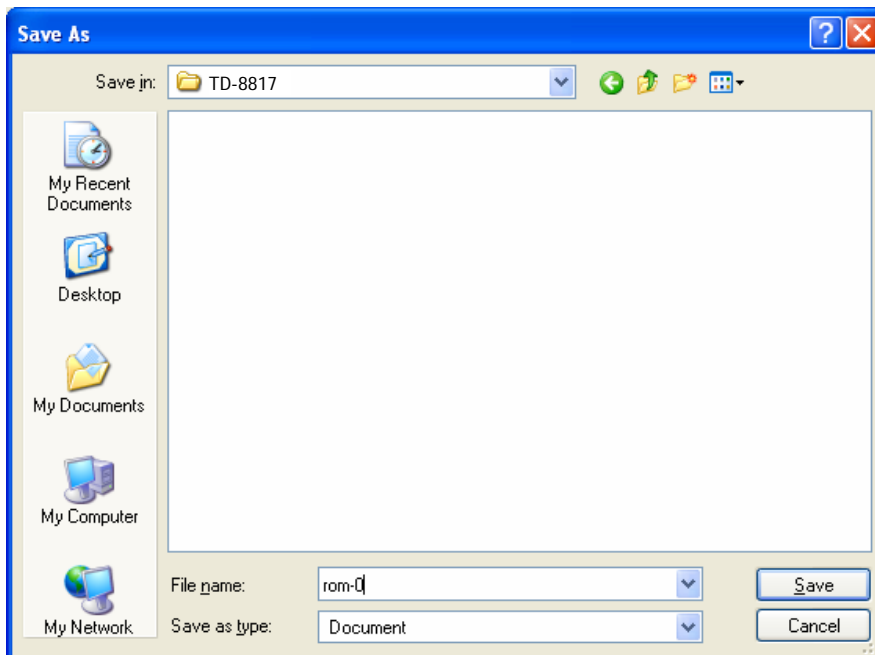 Save As
Save in:
TD-8817
My Recent
Documents
Desktop
My Documents
My Computer
My Network
File name:
rom-0
Save
Save as type:
Document
Cancel